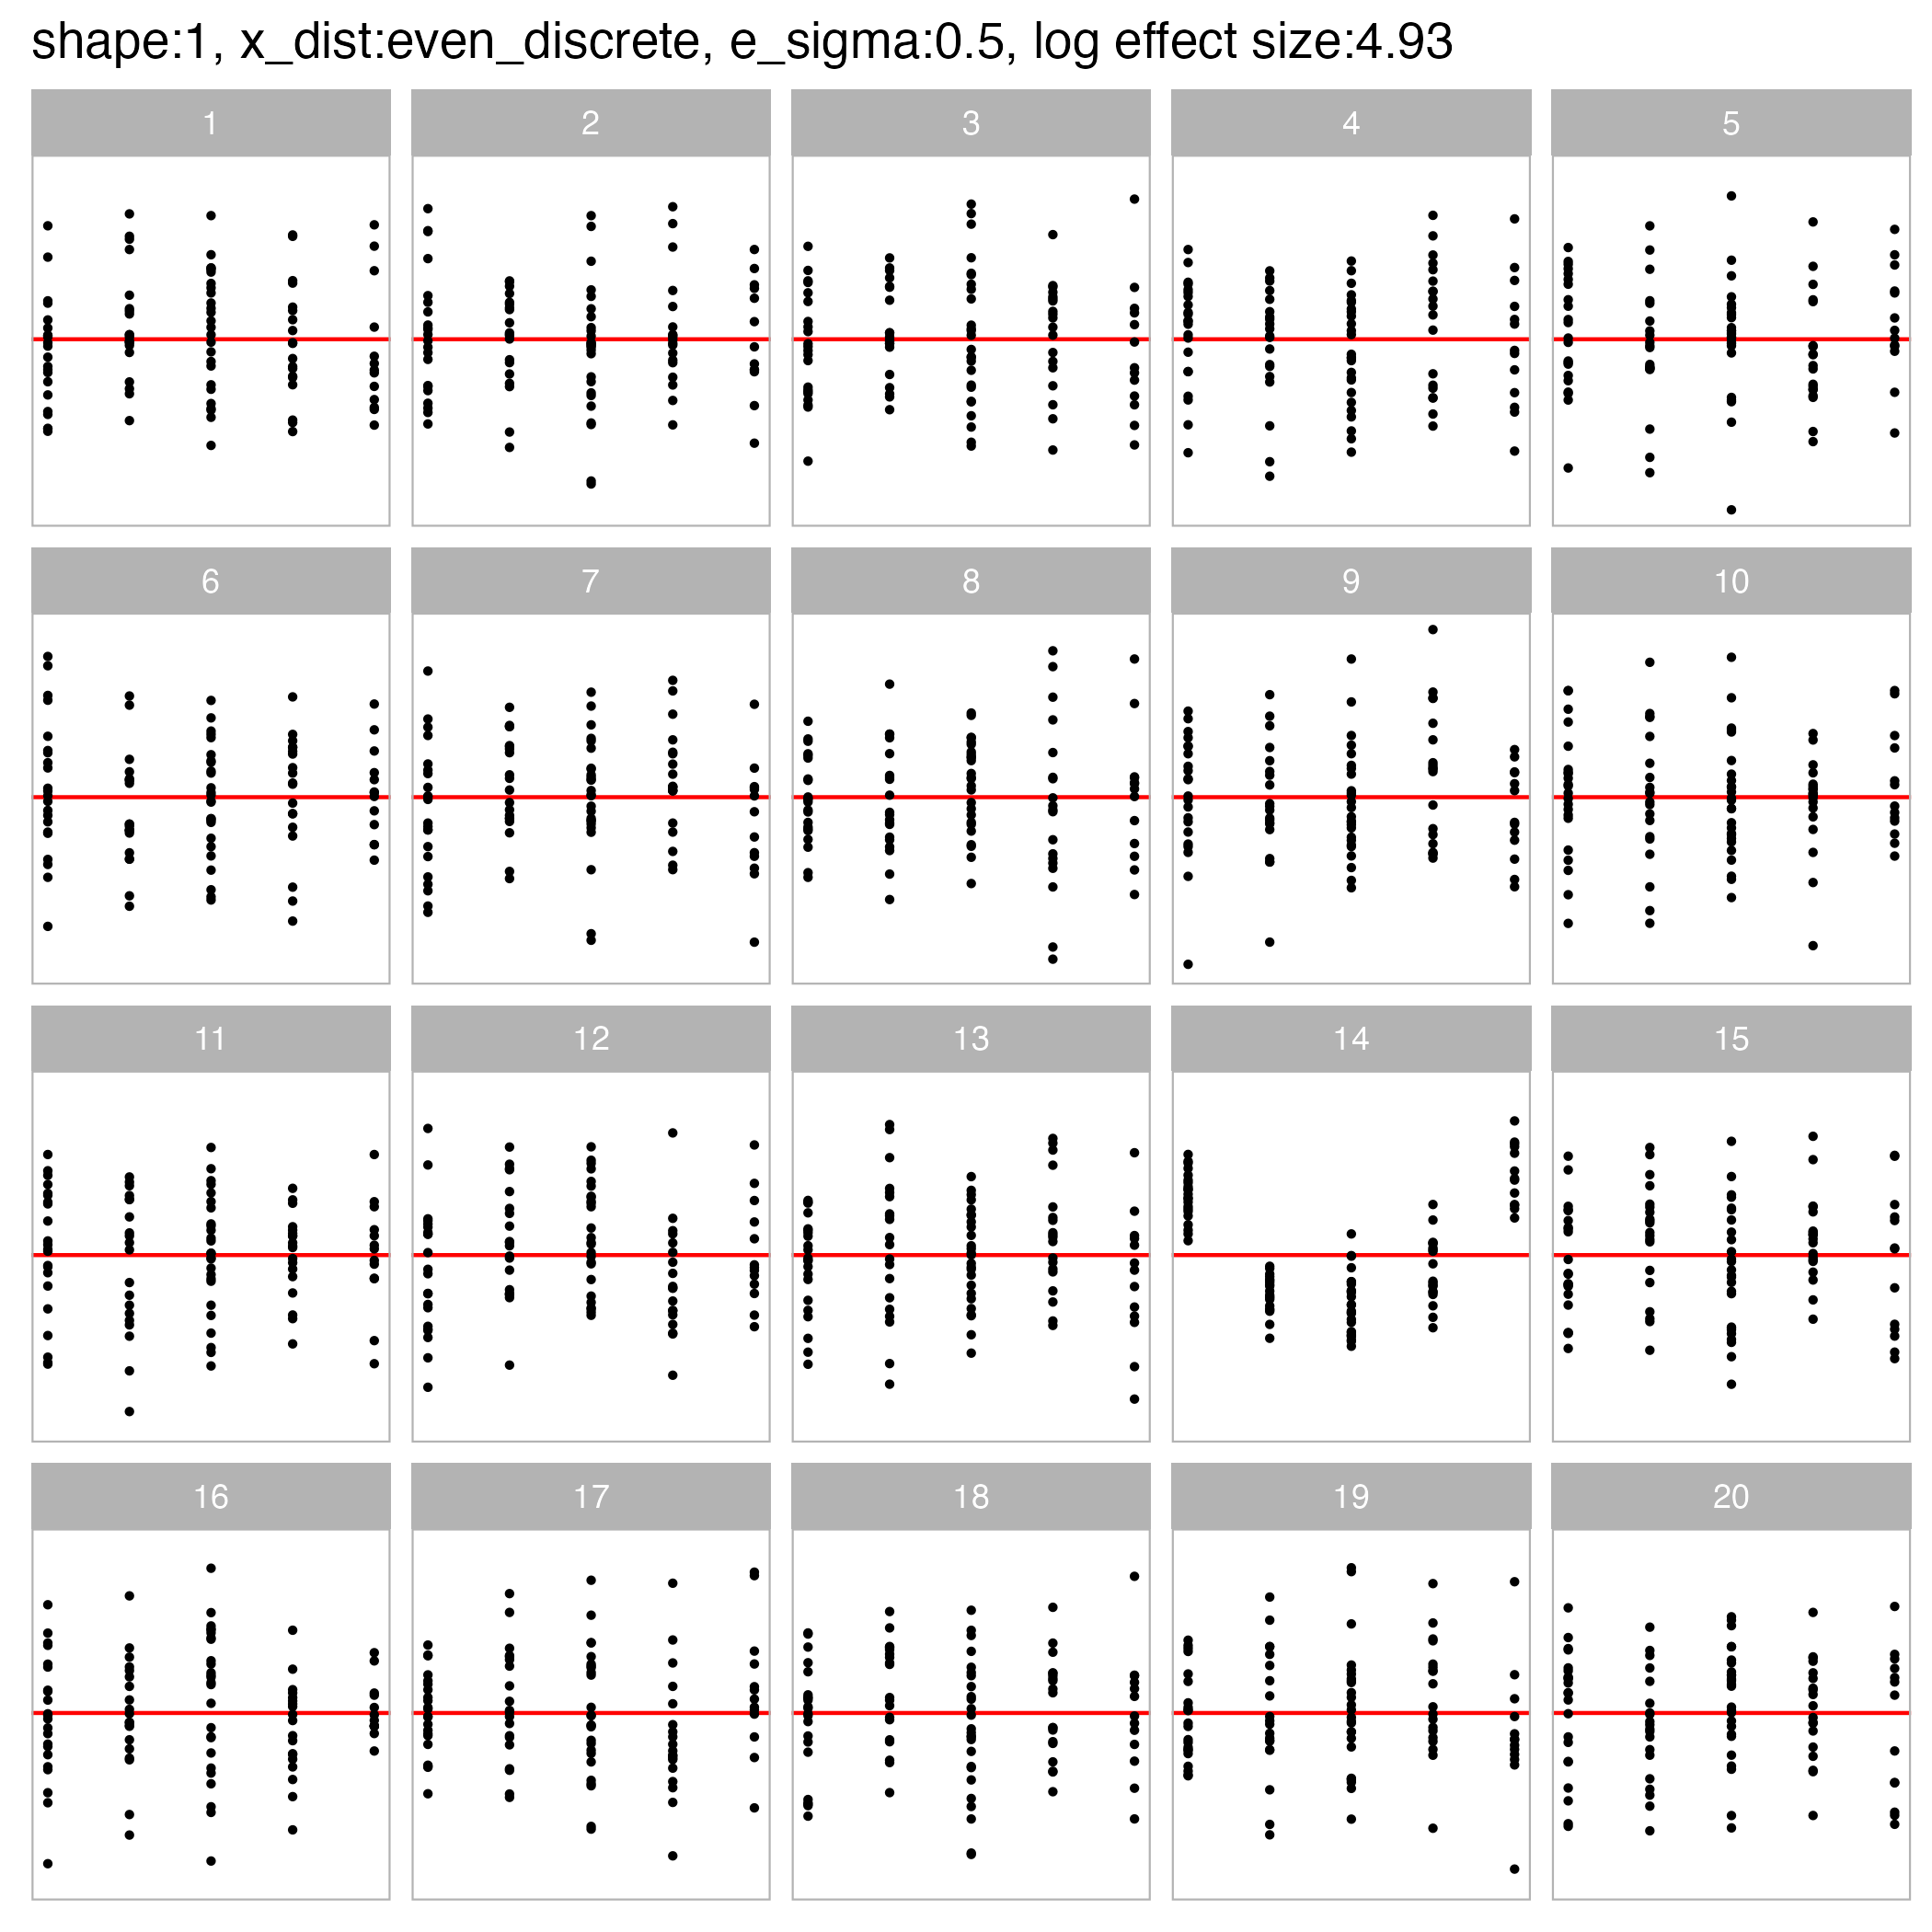 shape:1, x_dist:even_discrete, e_sigma:0.5, log effect size:4.93
1 2 3 4 5
6 7 8 9 10
11 12 13 14 15
16 17 18 19 20